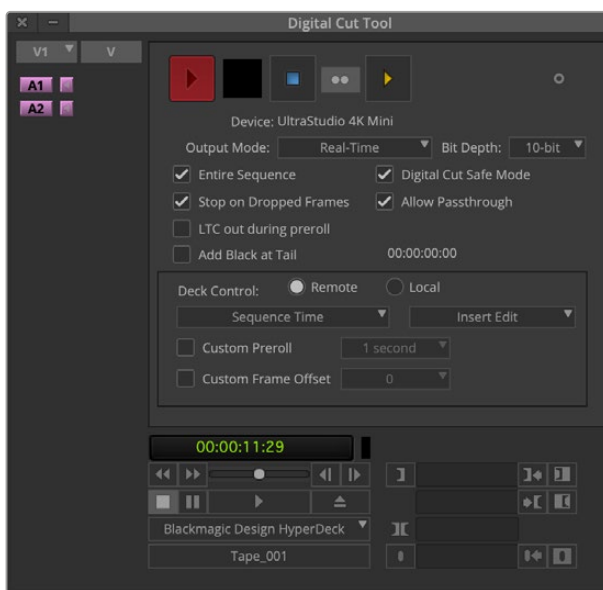 Digital Cut Tool
V1 V
A1
A2
Device: UltraStudio 4K Mini
Output Mode: Real-Time Bit Depth: 10-bit
Entire Sequence Digital Cut Safe Mode
Stop on Dropped Frames Allow Passthrough
LTC out during preroll
Add Black at Tail 00:00:00:00
Deck Control: Remote Local
Sequence Time Insert Edit
Custom Preroll 1 second
Custom Frame Offset 0
00:00:11:29
Blackmagic Design HyperDeck
Tape_001